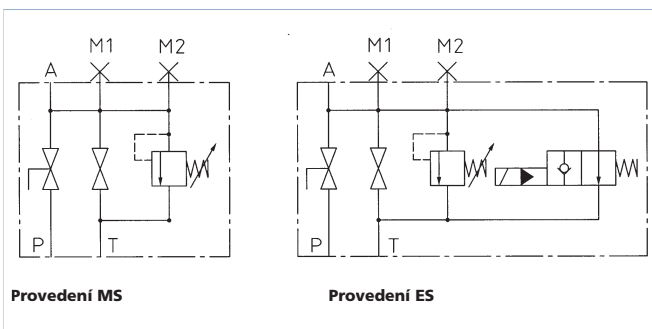 A M1 M2 A M1 M2
P T P T
Provedení MS Provedení ES